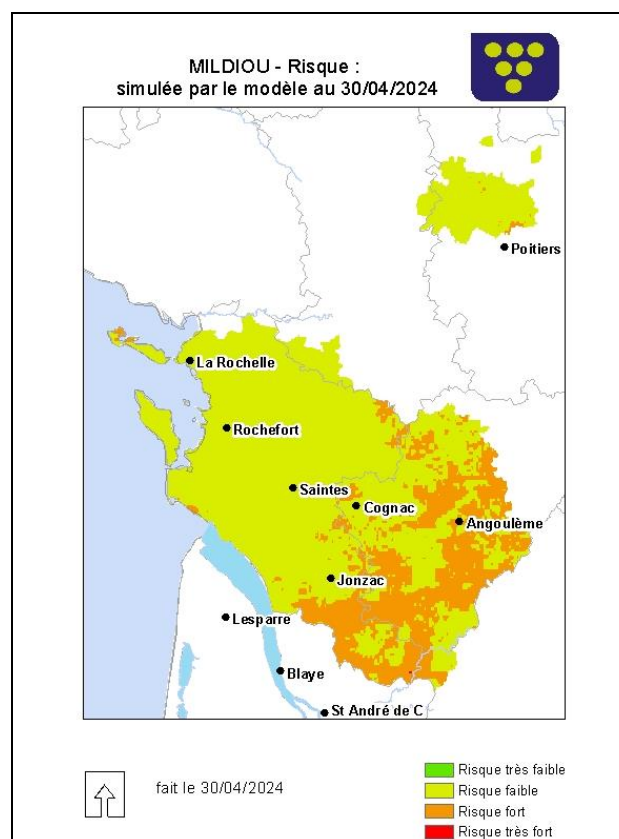 MILDIOU - Risque :
simulée par le modèle au 30/04/2024
Poitiers
La Rochelle
Rochefort
Saintes
Cognac
Angoulème
Jonzac
Lesparre
Blaye
St André de C
fait le 30/04/2024
Risque très faible
Risque faible
Risque fort
Risque très fort